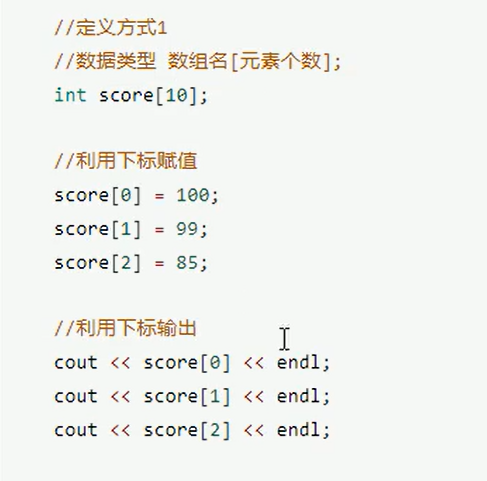 //定义方式1
//数据类型 数组名[元素个数];
int score[10];
//利用下标赋值
score[0] = 100;
score[1] = 99;
score[2] = 85;
//利用下标输出
cout << score[0] << endl;
cout << score[1] << endl;
cout << score[2] << endl;